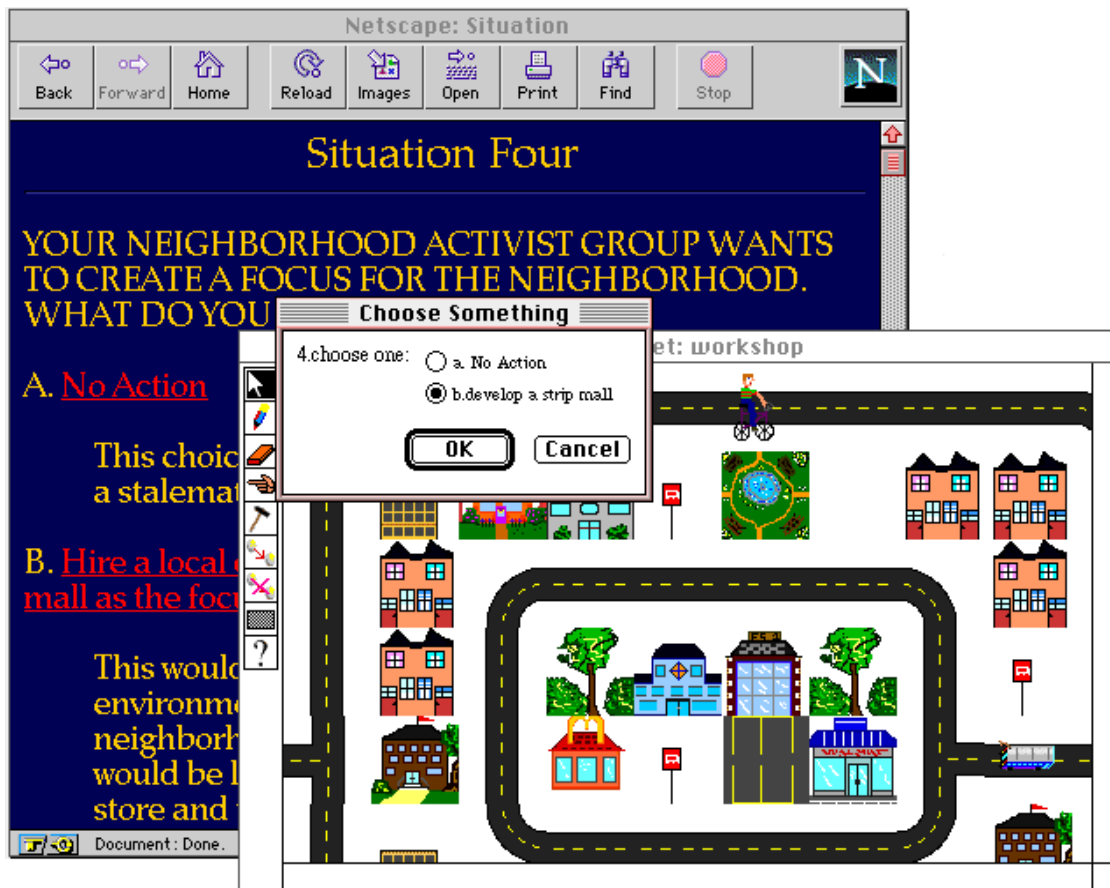 Netscape: Situation
Back Forward Home Reload Images Open Print Find Stop
N
Situation Four
YOUR NEIGHBORHOOD ACTIVIST GROUP WANTS
TO CREATE A FOCUS FOR THE NEIGHBORHOOD.
WHAT DO YOU
Choose Something
4.choose one:
a. No Action
b.develop a strip mall
OK Cancel
et: workshop
A. No Action
This choic
a stalemat
B. Hire a local
mall as the focu
This would
environme
neighborh
would be l
store and
?
Document: Done.